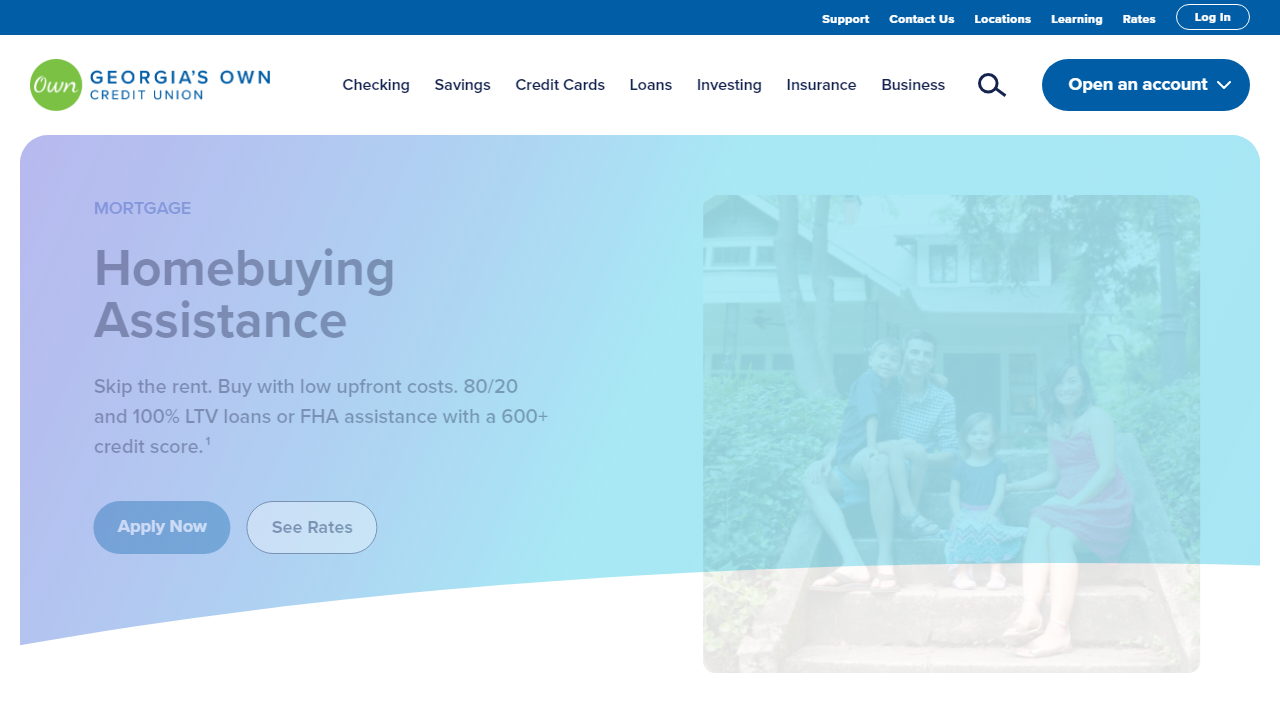 Support Contact Us Locations Learning Rates Log In
Own GEORGIA'S OWN
CREDIT UNION
Checking Savings Credit Cards Loans Investing Insurance Business
Open an account
MORTGAGE
Homebuying
Assistance
Skip the rent. Buy with low upfront costs. 80/20
and 100% LTV loans or FHA assistance with a 600+
credit score.¹
Apply Now See Rates